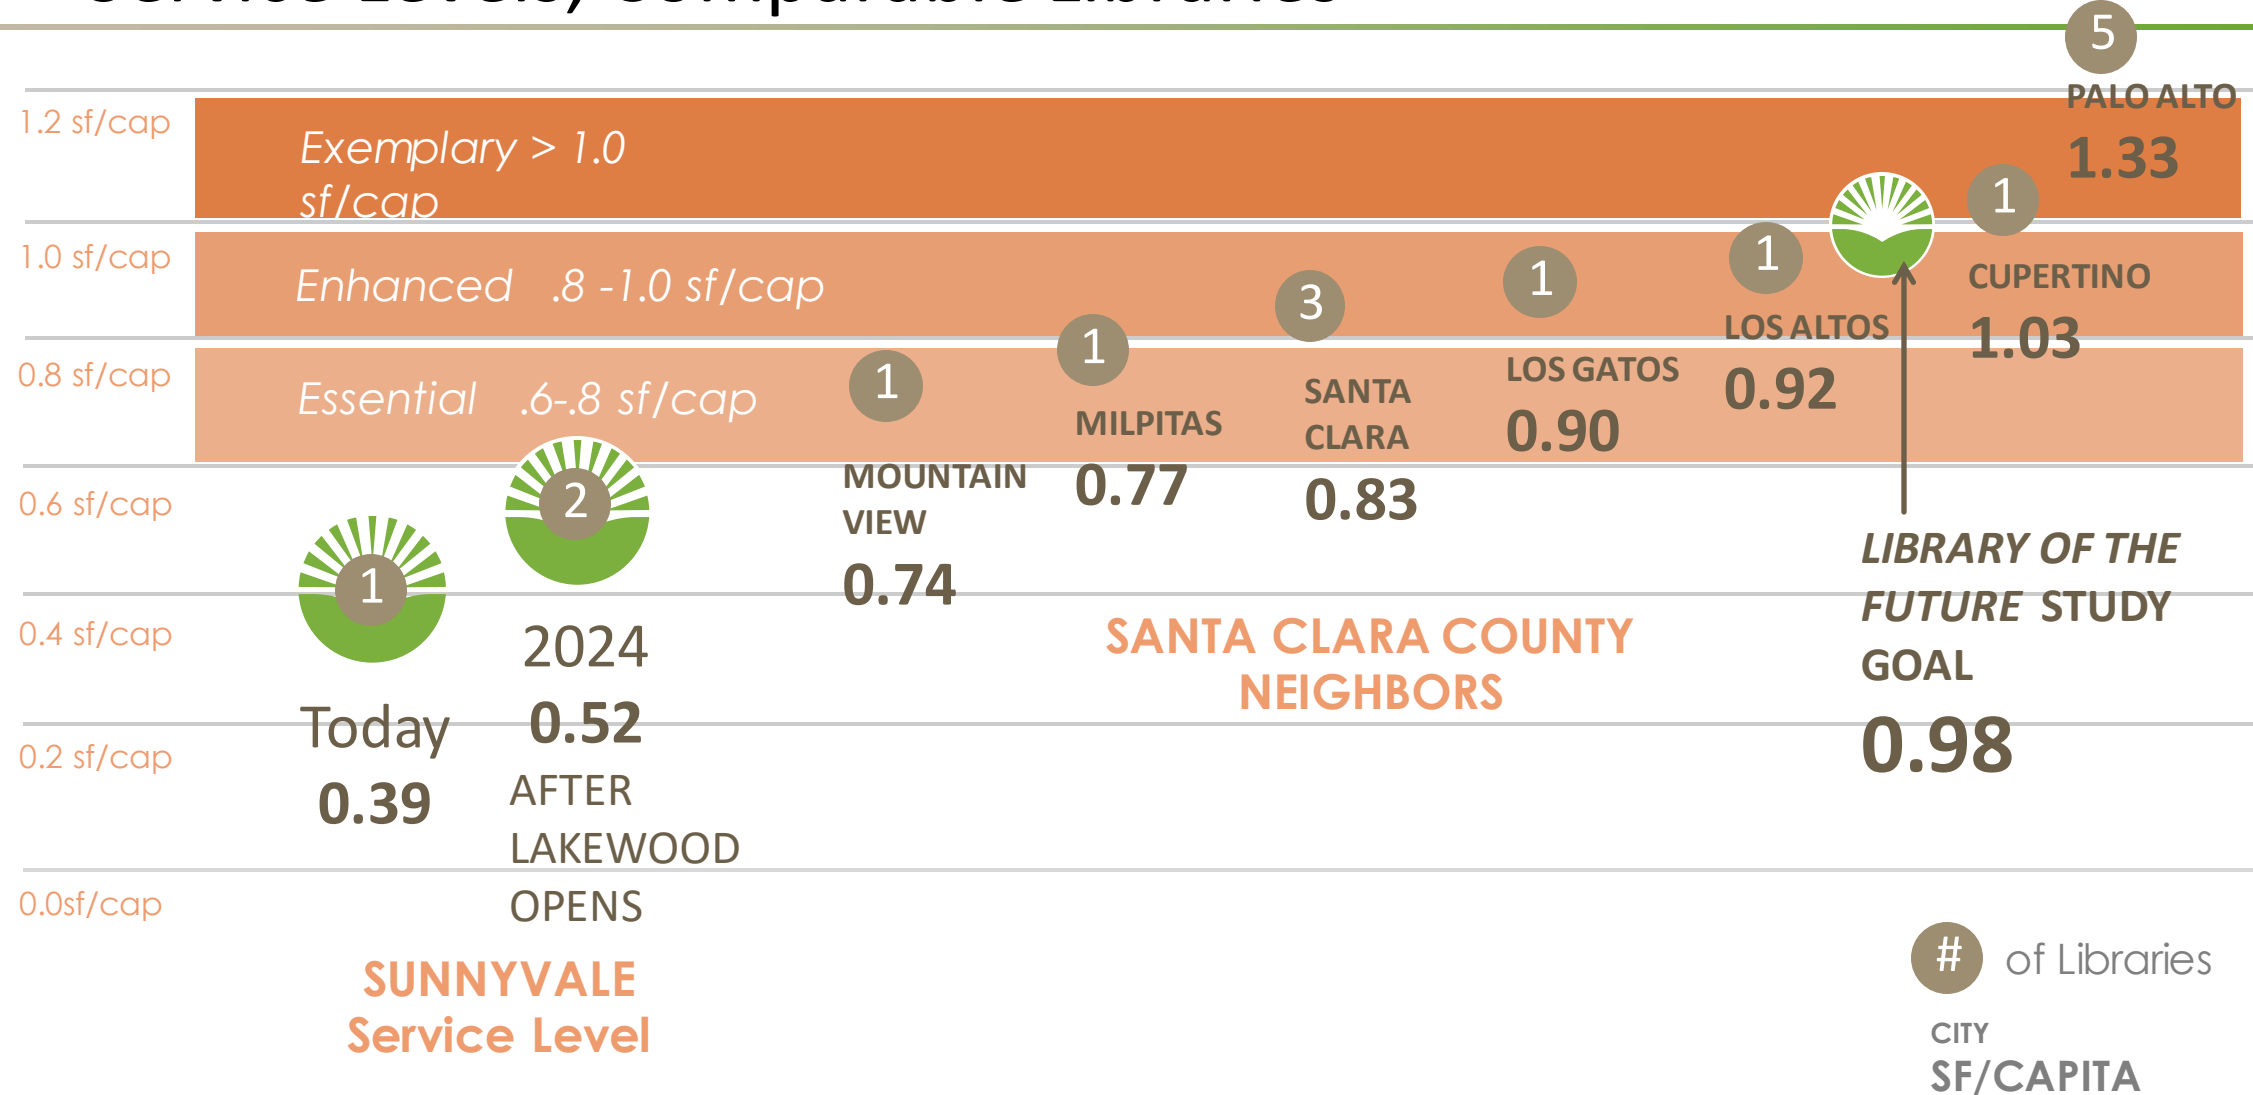 Service Levels, Comparable Libraries
5
PALO ALTO
1.33
1.2 sf/cap
Exemplary > 1.0
sf/cap
1
CUPERTINO
1.03
1.0 sf/cap
Enhanced .8 -1.0 sf/cap
1
LOS ALTOS
0.92
1
LOS GATOS
0.90
3
SANTA
CLARA
0.83
1
MILPITAS
0.77
0.8 sf/cap
Essential .6-.8 sf/cap
1
MOUNTAIN
VIEW
0.74
0.6 sf/cap
2
2024
0.52
AFTER
LAKEWOOD
OPENS
1
Today
0.39
0.4 sf/cap
SANTA CLARA COUNTY
NEIGHBORS
LIBRARY OF THE
FUTURE STUDY
GOAL
0.98
0.2 sf/cap
0.0sf/cap
SUNNYVALE
Service Level
# of Libraries
CITY
SF/CAPITA